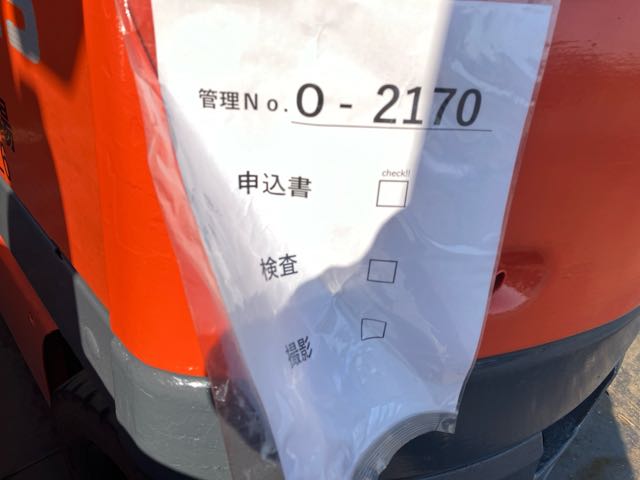 管理No. O - 2170
check!!
申込書 □
検査 □
撮影 □